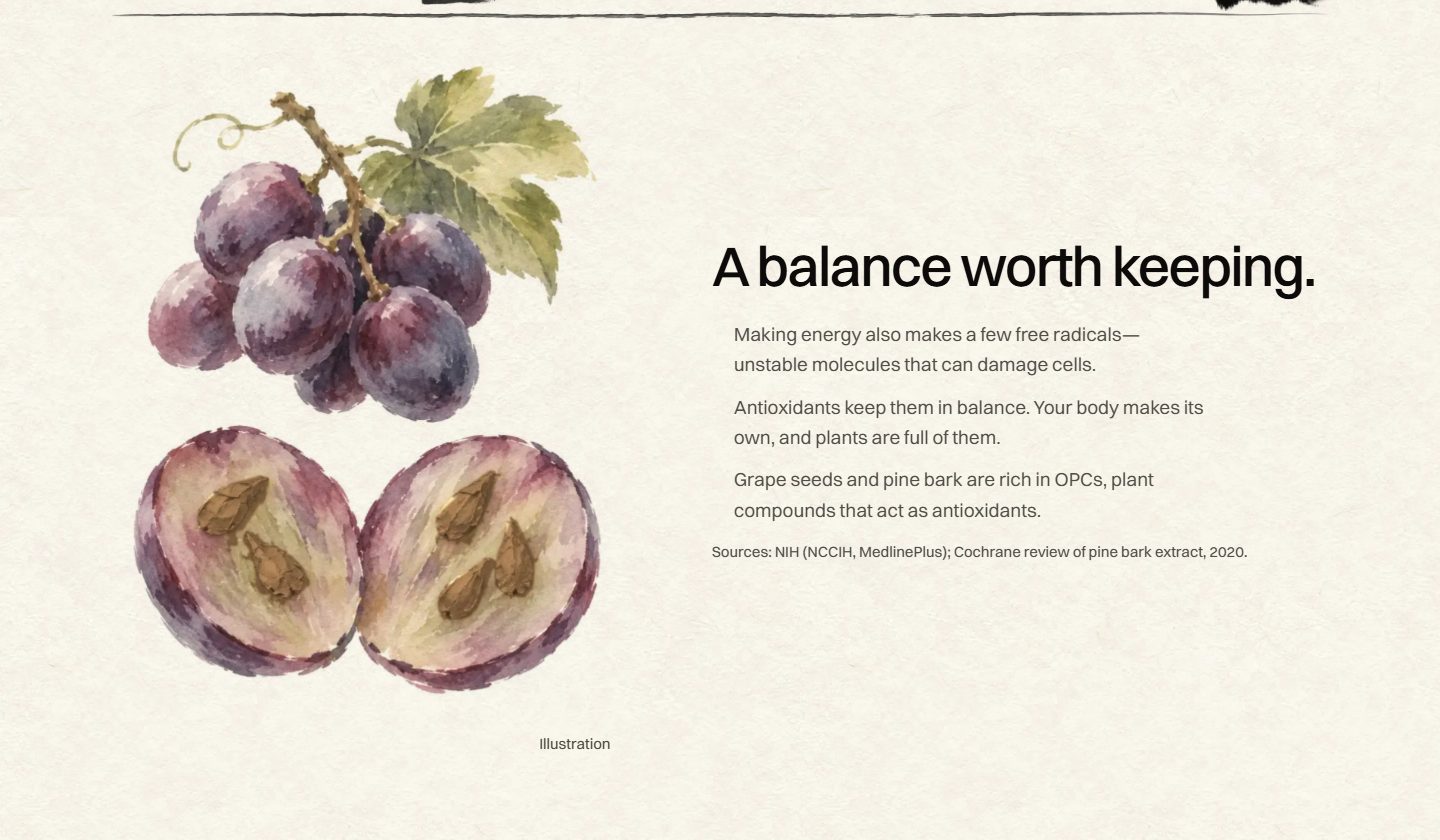 A balance worth keeping.
Making energy also makes a few free radicals—
unstable molecules that can damage cells.
Antioxidants keep them in balance. Your body makes its
own, and plants are full of them.
Grape seeds and pine bark are rich in OPCs, plant
compounds that act as antioxidants.
Sources: NIH (NCCIH, MedlinePlus); Cochrane review of pine bark extract, 2020.
Illustration